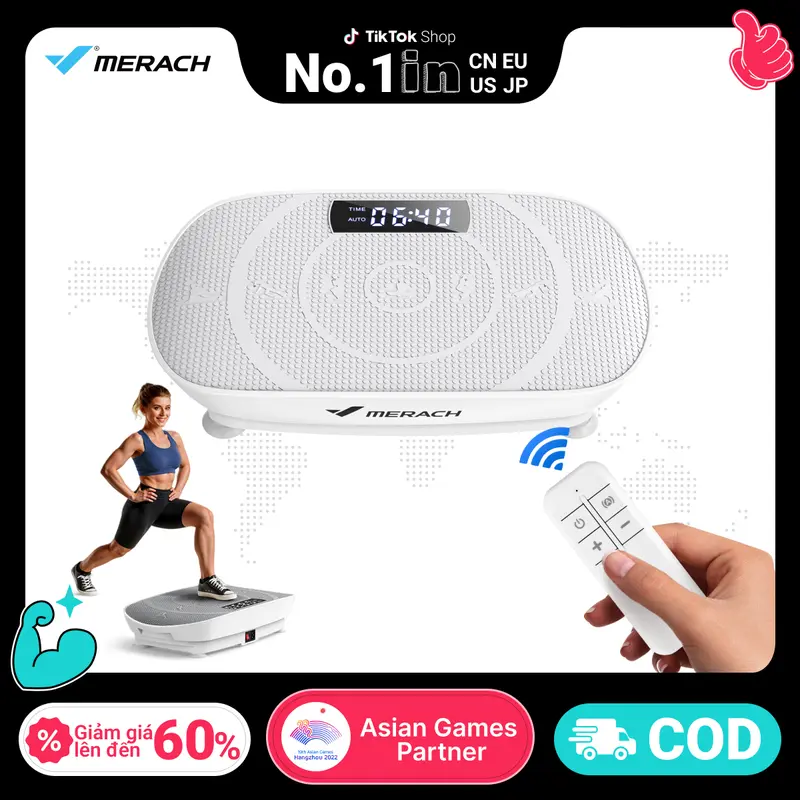 MERACH
TikTok Shop
No.1 in
CN EU
US JP
TIME
AUTO
06:40
MERACH
Giảm giá
lên đến
60%
19th Asian Games
Hangzhou 2022
Asian Games
Partner
COD